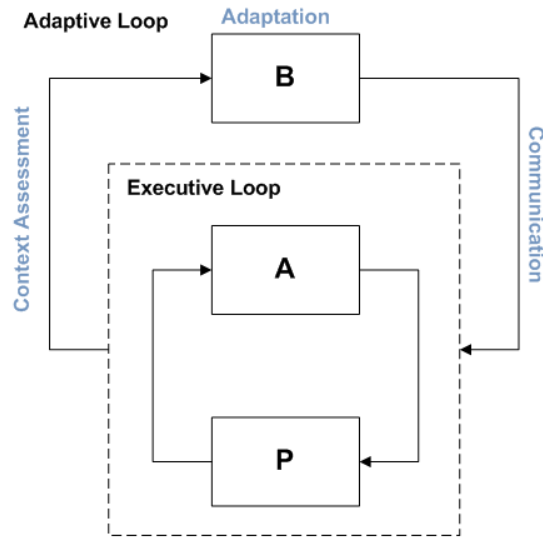 Adaptive Loop
Adaptation
B
Context Assessment
Communication
Executive Loop
A
P